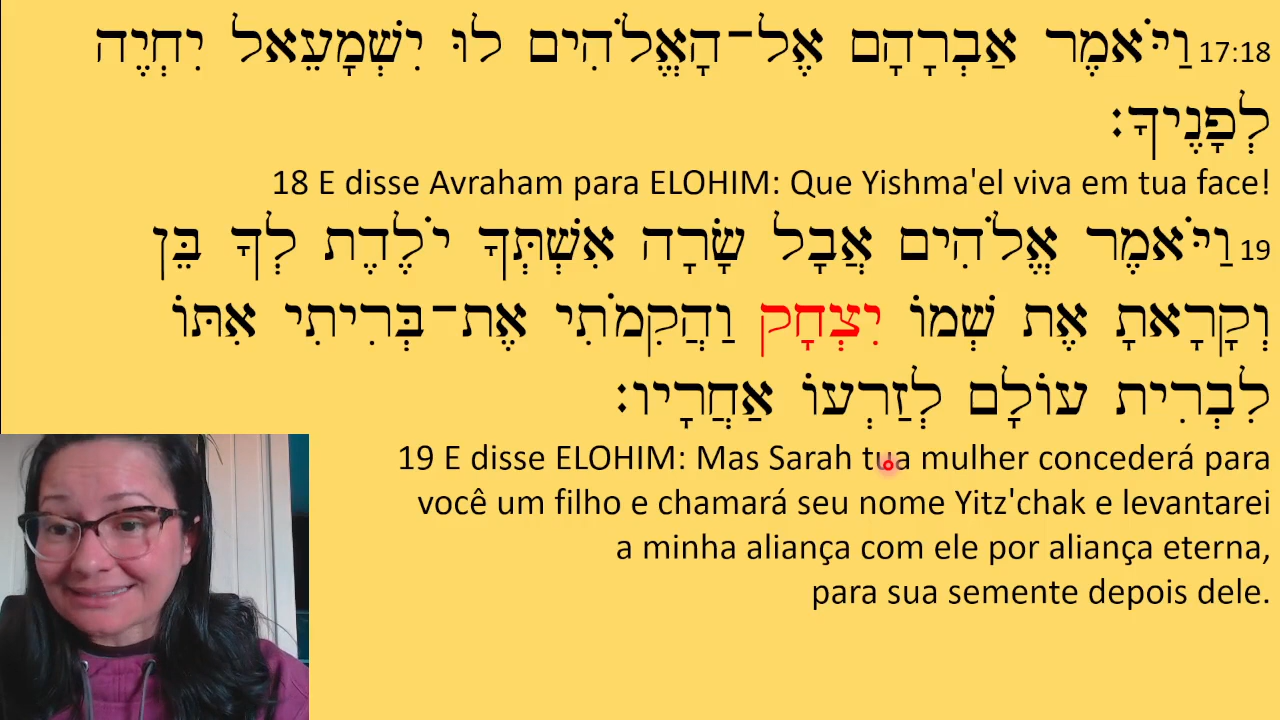 17:18 וַיֹּאמֶר אַבְרָהָם אֶל־הָאֱלֹהִים לוּ יִשְׁמָעֵאל יִחְיֶה
לְפָנֶיךָ׃
18 E disse Avraham para ELOHIM: Que Yishma'el viva em tua face!
19 וַיֹּאמֶר אֱלֹהִים אֲבָל שָׂרָה אִשְׁתְּךָ יֹלֶדֶת לְךָ בֵּן
וְקָרָאתָ אֶת שְׁמוֹ יִצְחָק וַהֲקִמֹתִי אֶת־בְּרִיתִי אִתּוֹ
לִבְרִית עוֹלָם לְזַרְעוֹ אַחֲרָיו׃
19 E disse ELOHIM: Mas Sarah tua mulher concederá para
você um filho e chamará seu nome Yitz'chak e levantarei
a minha aliança com ele por aliança eterna,
para sua semente depois dele.